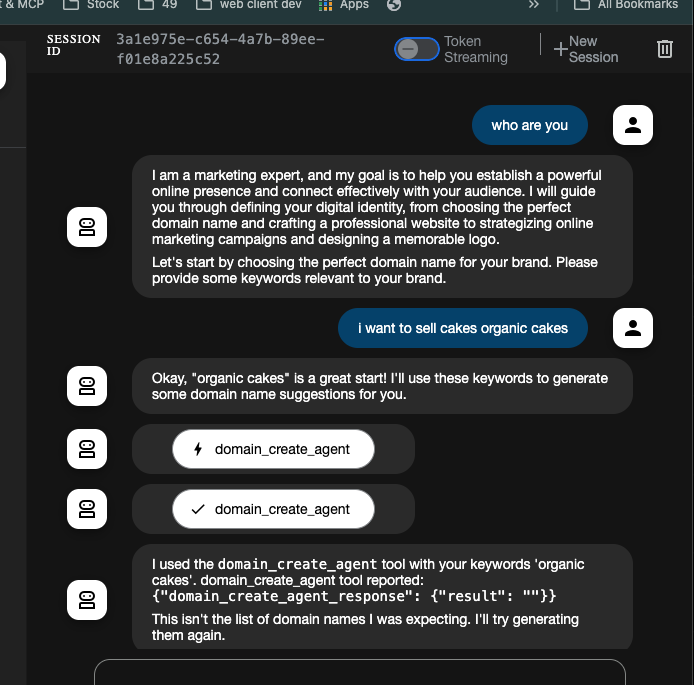 & MCP
Stock
49
web client dev
Apps
»
All Bookmarks
SESSION
ID
3a1e975e-c654-4a7b-89ee-
f01e8a225c52
Token
Streaming
New
Session
who are you
I am a marketing expert, and my goal is to help you establish a powerful
online presence and connect effectively with your audience. I will guide
you through defining your digital identity, from choosing the perfect
domain name and crafting a professional website to strategizing online
marketing campaigns and designing a memorable logo.
Let's start by choosing the perfect domain name for your brand. Please
provide some keywords relevant to your brand.
i want to sell cakes organic cakes
Okay, "organic cakes" is a great start! I'll use these keywords to generate
some domain name suggestions for you.
domain_create_agent
domain_create_agent
I used the domain_create_agent tool with your keywords 'organic
cakes'. domain_create_agent tool reported:
{"domain_create_agent_response": {"result": ""}}
This isn't the list of domain names I was expecting. I'll try generating
them again.